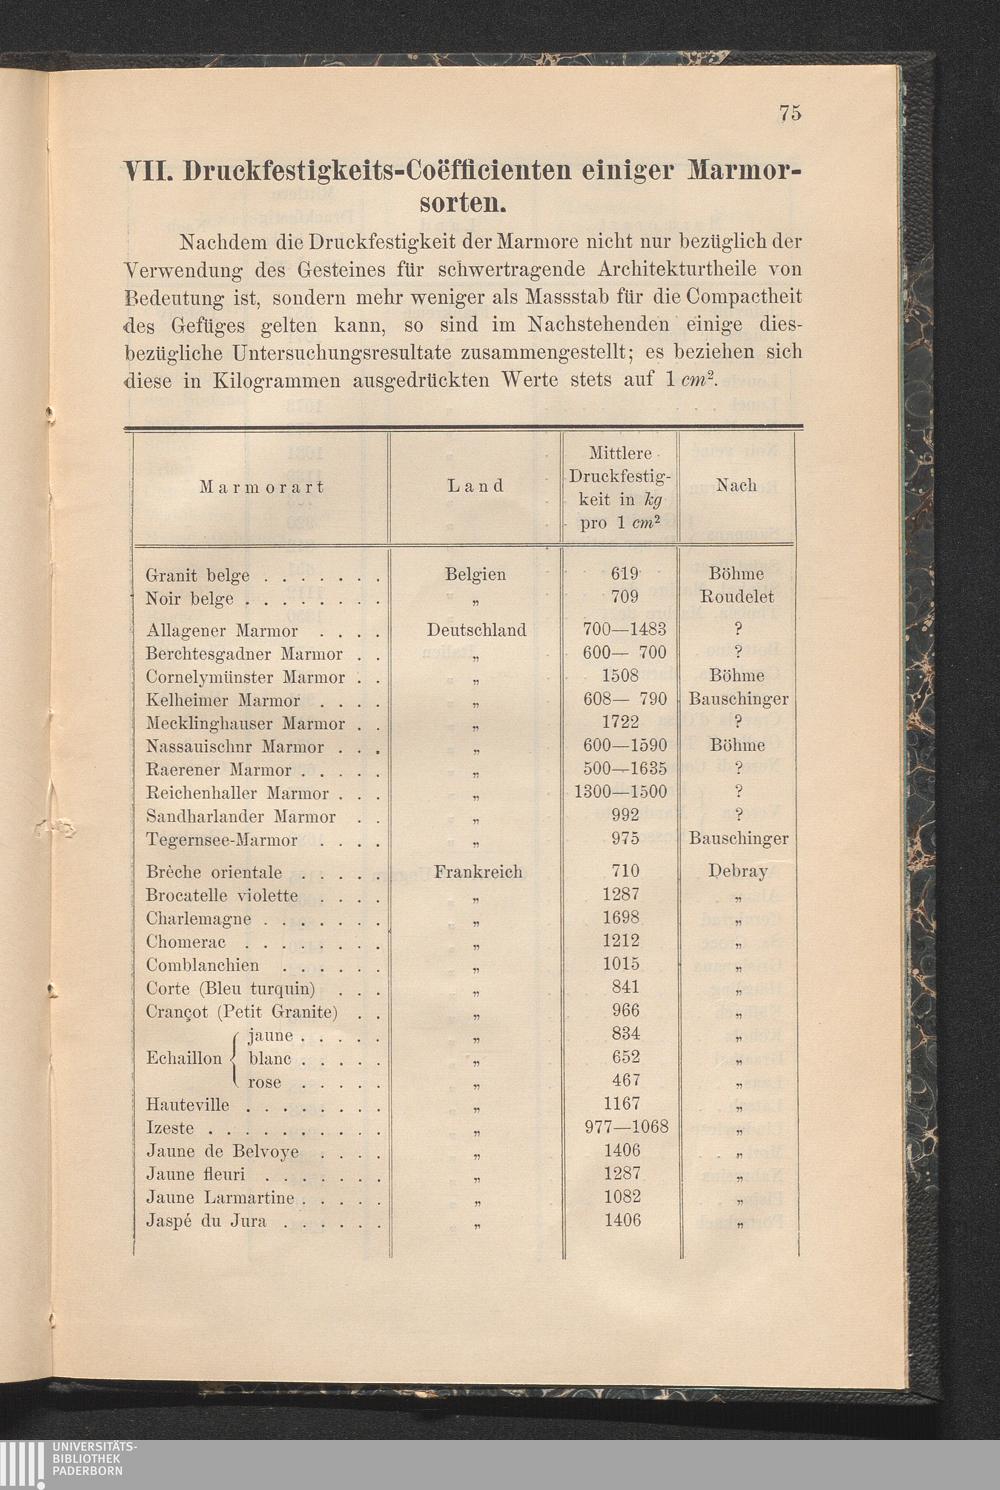 75
VII. Druckfestigkeits-Coëfficienten einiger Marmor-
sorten.
Nachdem die Druckfestigkeit der Marmore nicht nur bezüglich der
Verwendung des Gesteines für schwertragende Architekturtheile von
Bedeutung ist, sondern mehr weniger als Massstab für die Compactheit
des Gefüges gelten kann, so sind im Nachstehenden einige dies-
bezügliche Untersuchungsresultate zusammengestellt; es beziehen sich
diese in Kilogrammen ausgedrückten Werte stets auf 1 cm².
Marmorart | Land | Mittlere Druckfestig-keit in kg pro 1 cm² | Nach
Granit belge . . . . . . . Belgien 619 Böhme
Noir belge . . . . . . . . „ 709 Roudelet
Allagener Marmor . . . . Deutschland 700—1483 ?
Berchtesgadner Marmor . . „ 600— 700 ?
Cornelymünster Marmor . . „ 1508 Böhme
Kelheimer Marmor . . . . „ 608— 790 Bauschinger
Mecklinghauser Marmor . . „ 1722 ?
Nassauischnr Marmor . . . „ 600—1590 Böhme
Raerener Marmor . . . . . „ 500—1635 ?
Reichenhaller Marmor . . . „ 1300—1500 ?
Sandharlander Marmor . . „ 992 ?
Tegernsee-Marmor . . . . „ 975 Bauschinger
Brèche orientale . . . . . Frankreich 710 Debray
Brocatelle violette . . . . „ 1287 „
Charlemagne . . . . . . . „ 1698 „
Chomerac . . . . . . . . „ 1212 „
Comblanchien . . . . . . „ 1015 „
Corte (Bleu turquin) . . . „ 841 „
Crançot (Petit Granite) . . „ 966 „
jaune . . . . . „ 834 „
Echaillon { blanc . . . . . „ 652 „
rose . . . . . „ 467 „
Hauteville . . . . . . . . „ 1167 „
Izeste . . . . . . . . . . „ 977—1068 „
Jaune de Belvoye . . . . „ 1406 „
Jaune fleuri . . . . . . . „ 1287 „
Jaune Larmartine . . . . . „ 1082 „
Jaspé du Jura . . . . . . „ 1406 „
UNIVERSITÄTS-
BIBLIOTHEK
PADERBORN